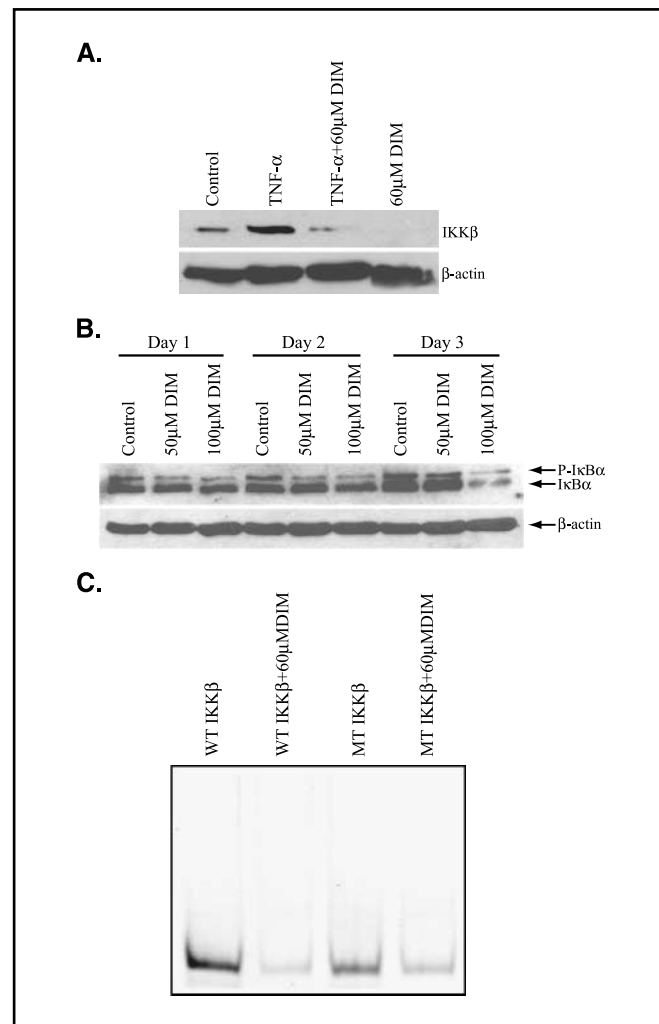 A.
Control
TNF-α
TNF-α+60μM DIM
60μM DIM
IKKβ
β-actin
B.
Day 1
Day 2
Day 3
Control
50μM DIM
100μM DIM
Control
50μM DIM
100μM DIM
Control
50μM DIM
100μM DIM
P-IκBα
IκBα
β-actin
C.
WT IKKβ
WT IKKβ+60μMDIM
MT IKKβ
MT IKKβ+60μMDIM